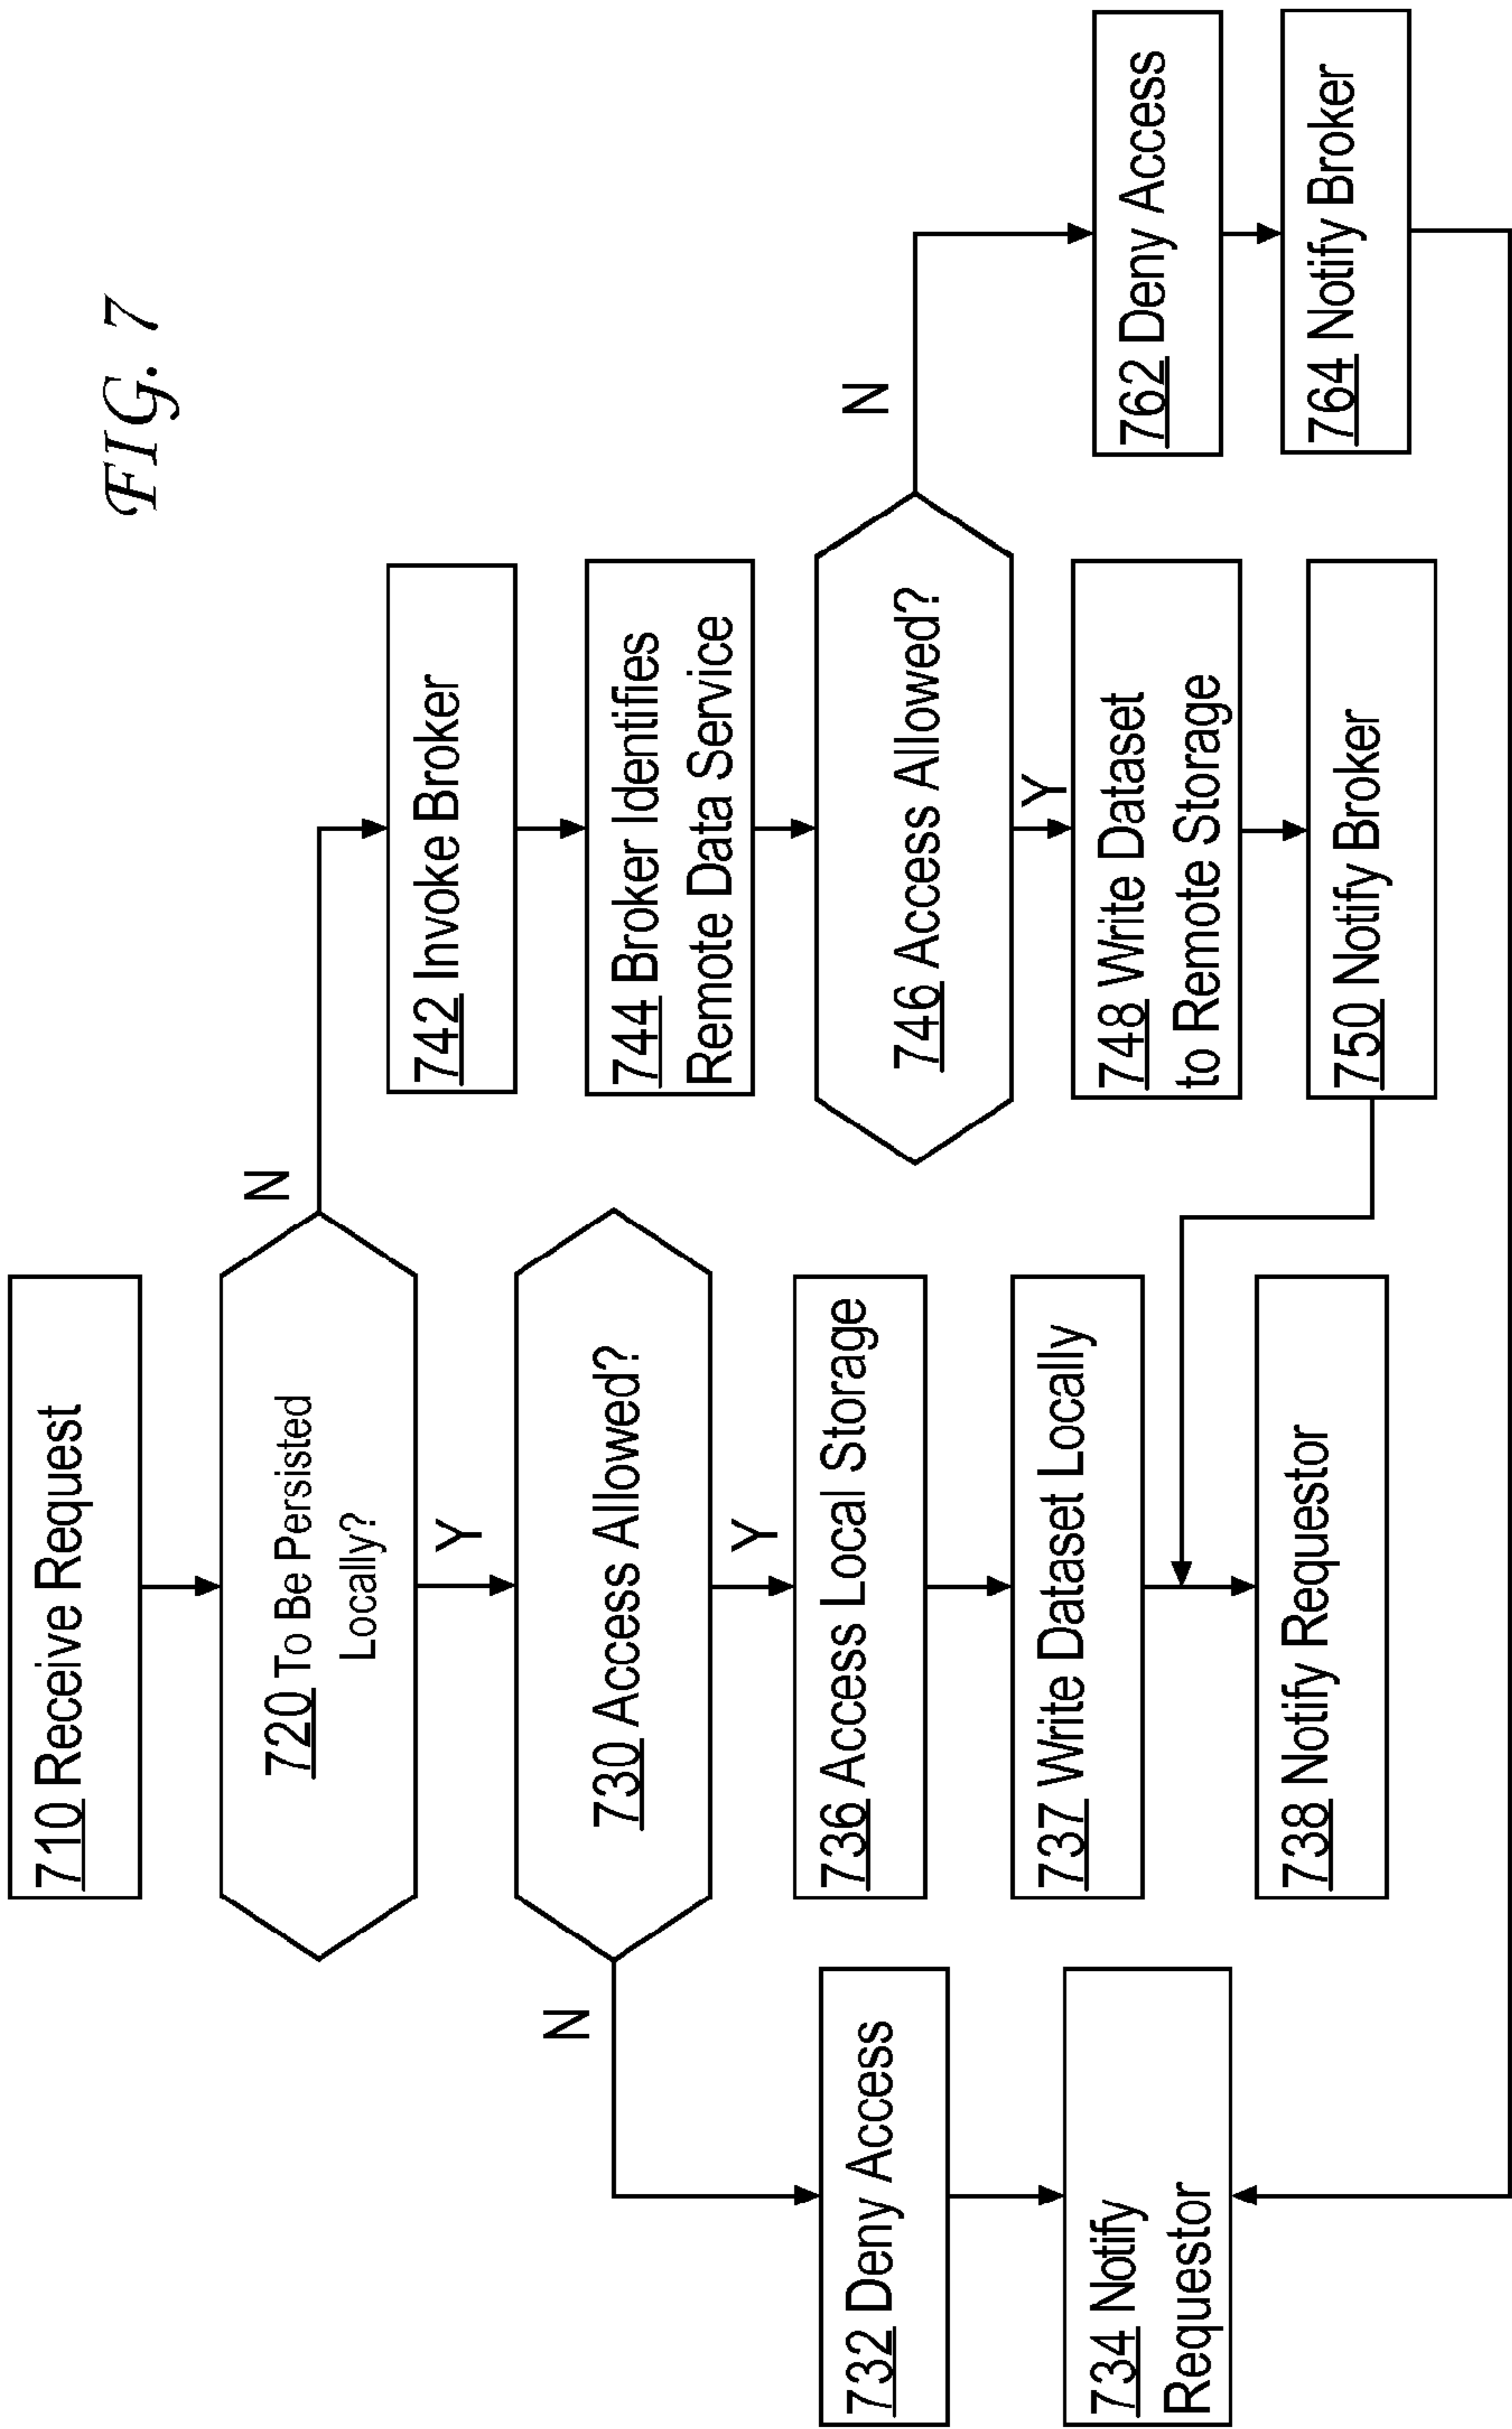 FIG. 7
710 Receive Request
720 To Be Persisted
Locally?
N
Y
730 Access Allowed?
N
Y
732 Deny Access
734 Notify
Requestor
736 Access Local Storage
737 Write Dataset Locally
738 Notify Requestor
742 Invoke Broker
744 Broker Identifies
Remote Data Service
746 Access Allowed?
N
Y
748 Write Dataset
to Remote Storage
750 Notify Broker
762 Deny Access
764 Notify Broker